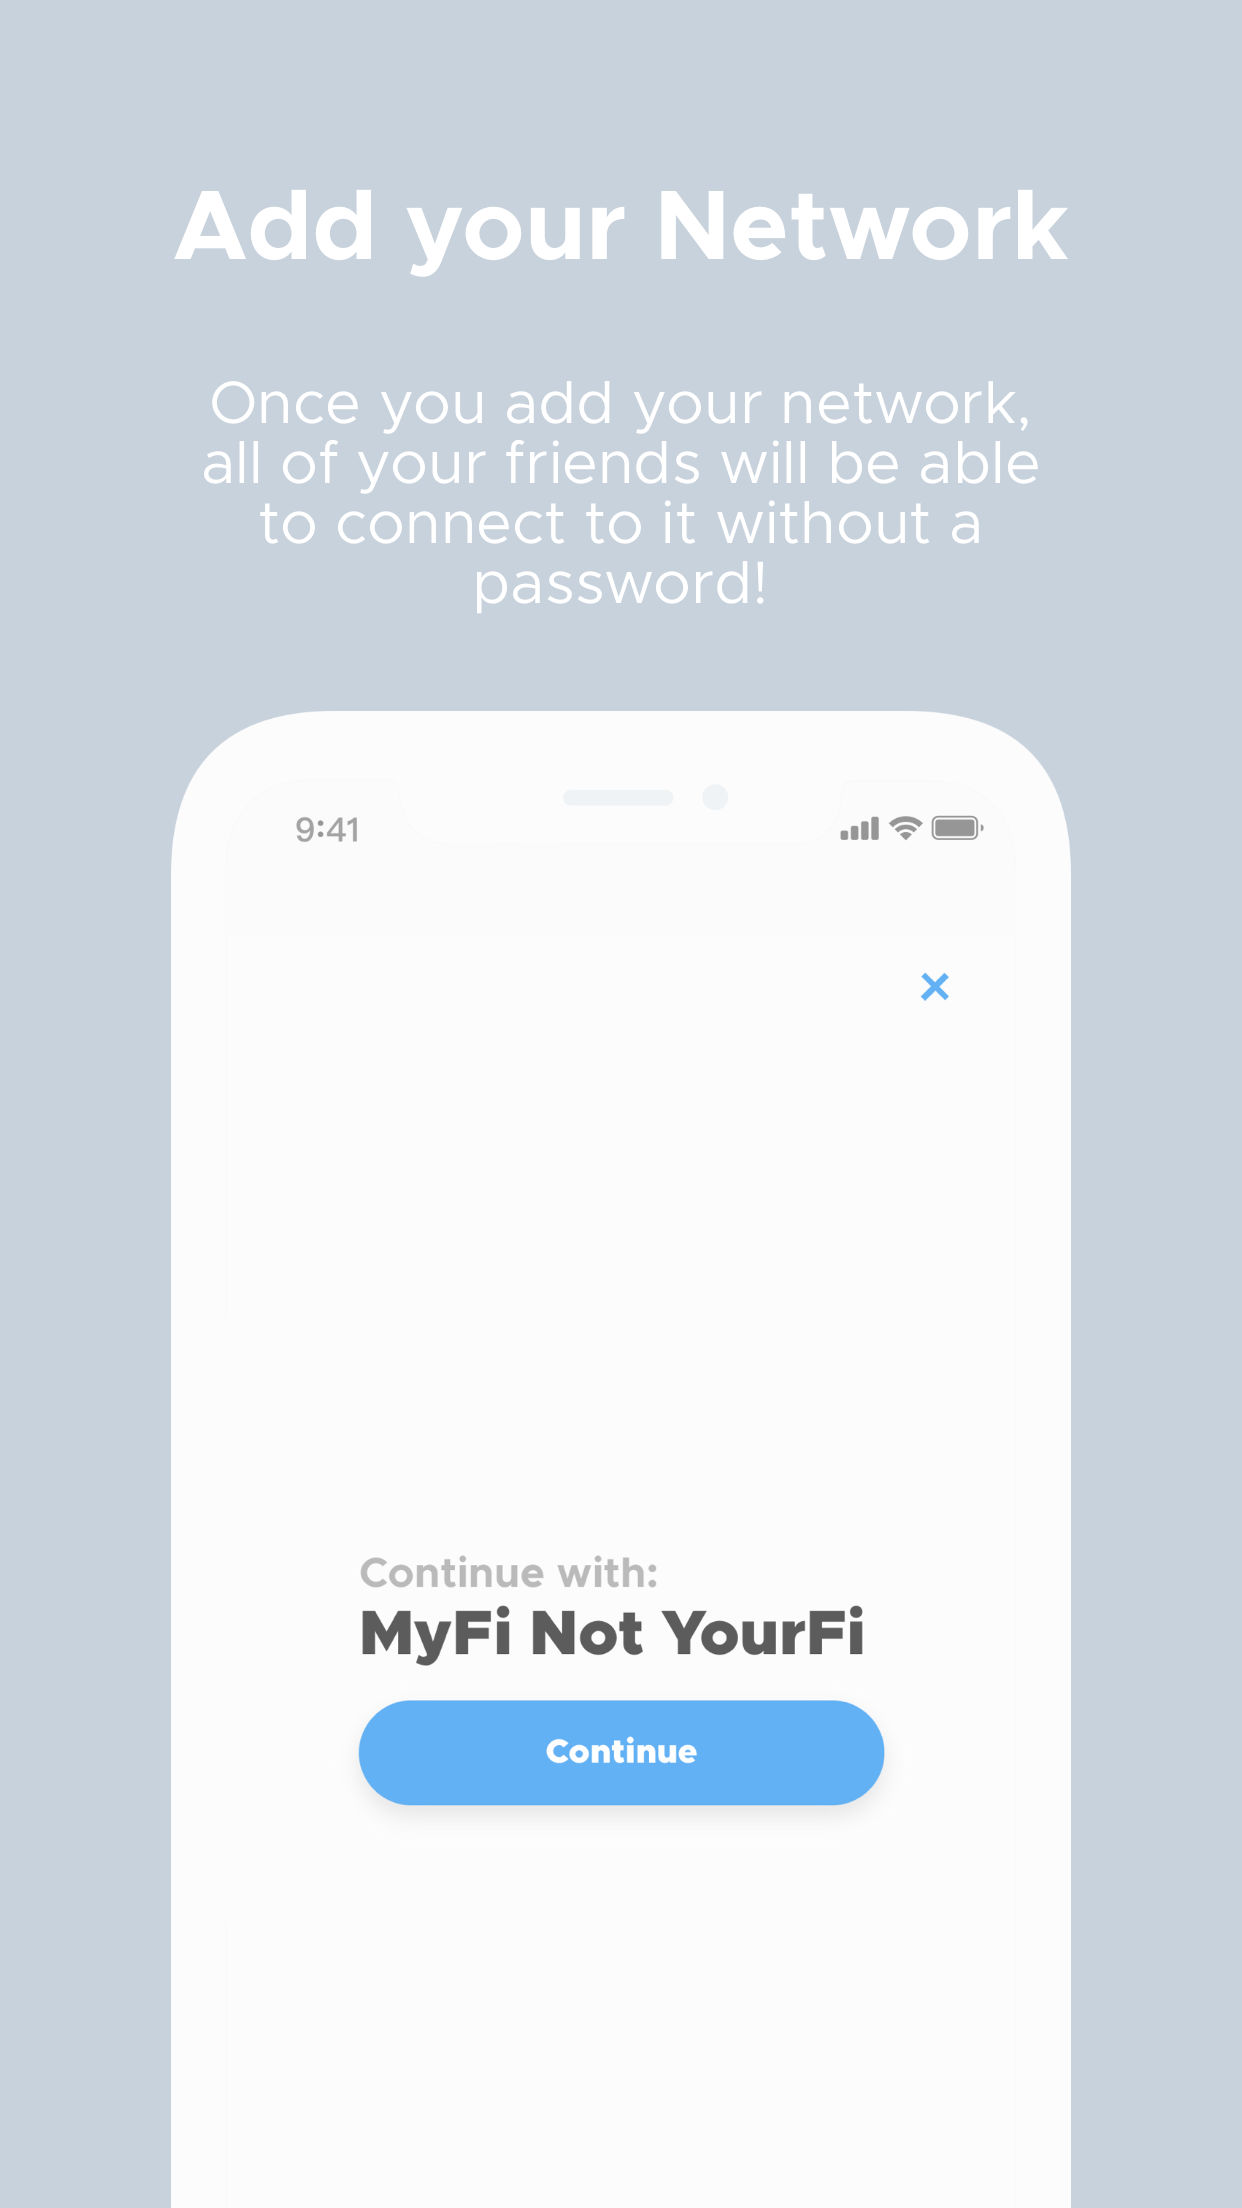 Add your Network
Once you add your network,
all of your friends will be able
to connect to it without a
password!
9:41
Continue with:
MyFi Not YourFi
Continue